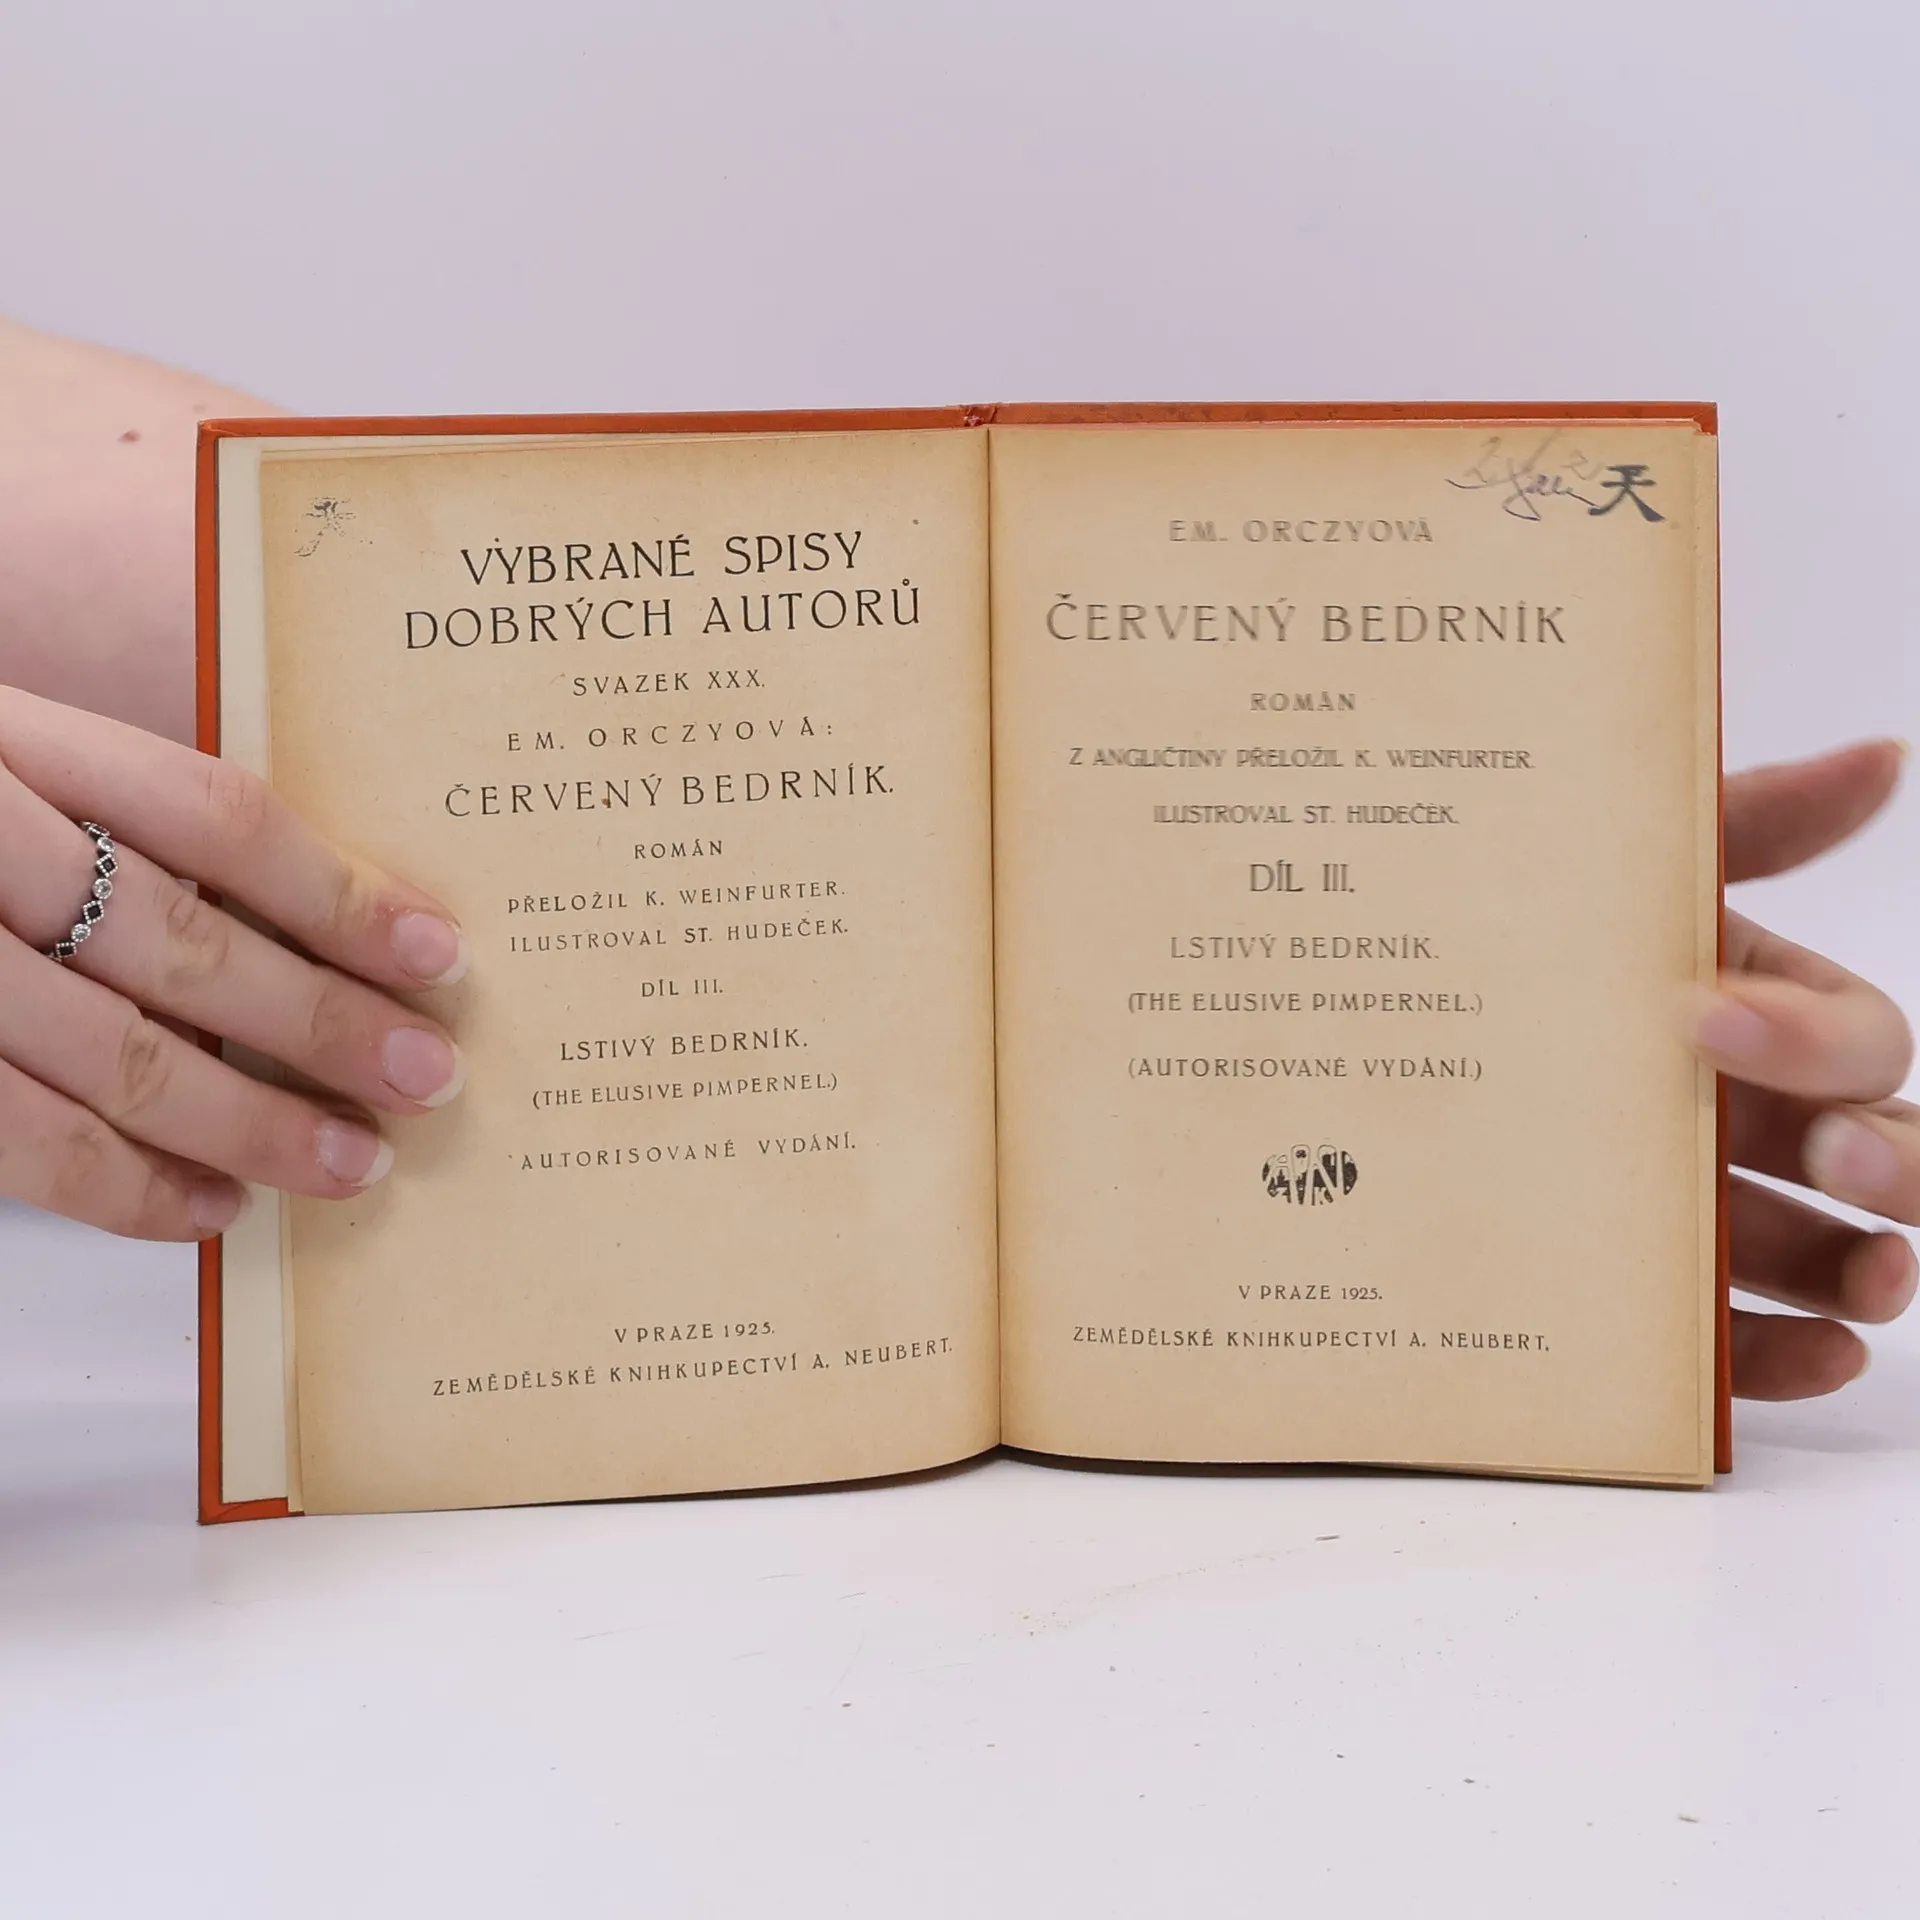 VYBRANÉ SPISY
DOBRÝCH AUTORŮ
SVAZEK XXX.
EM. ORCZYOVÁ:
ČERVENÝ BEDRNÍK.
ROMÁN
PŘELOŽIL K. WEINFURTER.
ILUSTROVAL ST. HUDEČEK.
DÍL III.
LSTIVÝ BEDRNÍK.
(THE ELUSIVE PIMPERNEL.)
AUTORISOVANÉ VYDÁNÍ.
V PRAZE 1925.
ZEMĚDĚLSKÉ KNIHKUPECTVÍ A. NEUBERT.
天
EM. ORCZYOVÁ
ČERVENÝ BEDRNÍK
ROMÁN
Z ANGLIČTINY PŘELOŽIL K. WEINFURTER.
ILUSTROVAL ST. HUDEČEK.
DÍL III.
LSTIVÝ BEDRNÍK.
(THE ELUSIVE PIMPERNEL.)
(AUTORISOVANÉ VYDÁNÍ.)
V PRAZE 1925.
ZEMĚDĚLSKÉ KNIHKUPECTVÍ A. NEUBERT.